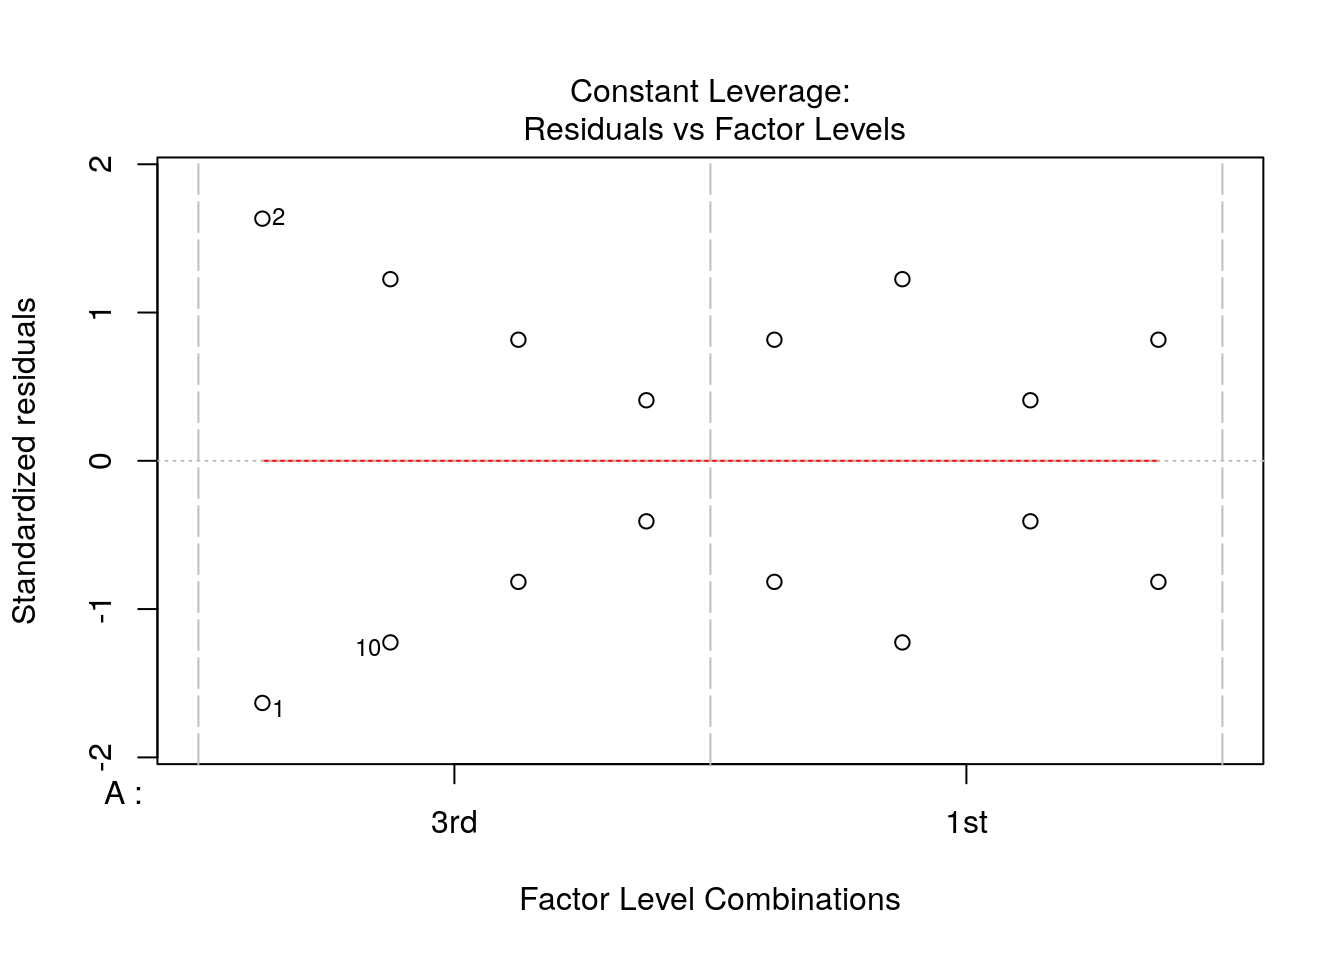 Constant Leverage:
Residuals vs Factor Levels
Standardized residuals
2
1
0
-1
-2
2
10
1
A :
3rd
1st
Factor Level Combinations